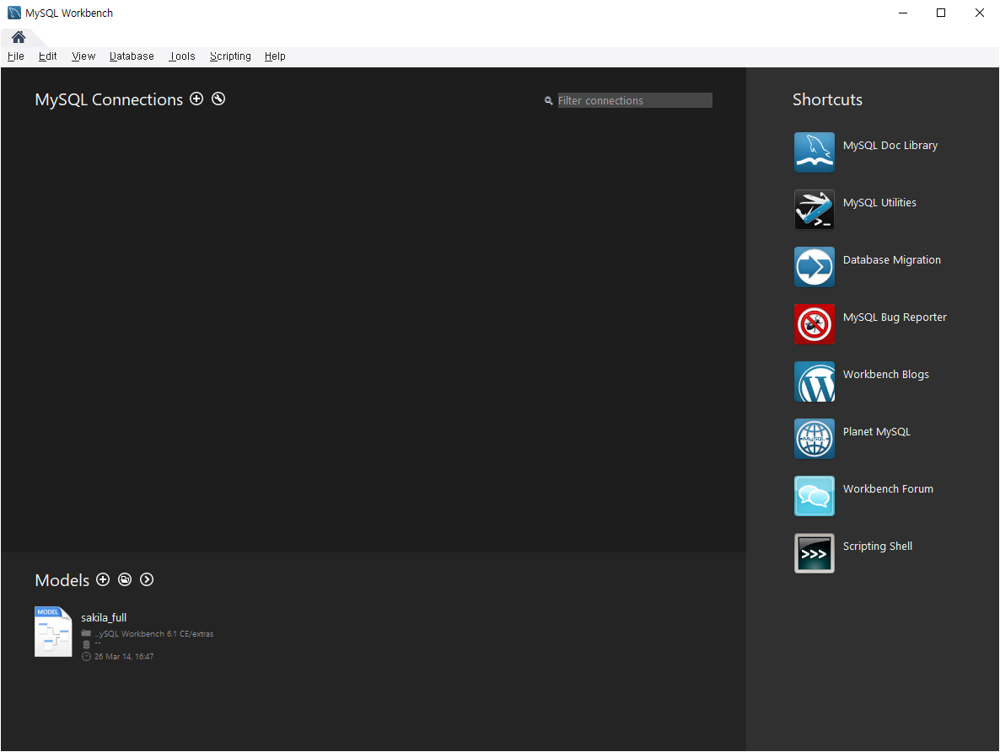 MySQL Workbench
File Edit View Database Tools Scripting Help
MySQL Connections
Filter connections
Shortcuts
MySQL Doc Library
MySQL Utilities
Database Migration
MySQL Bug Reporter
Workbench Blogs
Planet MySQL
MySQL
Workbench Forum
Scripting Shell
>>>
Models
MODEL
sakila_full
...ySQL Workbench 6.1 CE/extras
--
26 Mar 14, 16:47